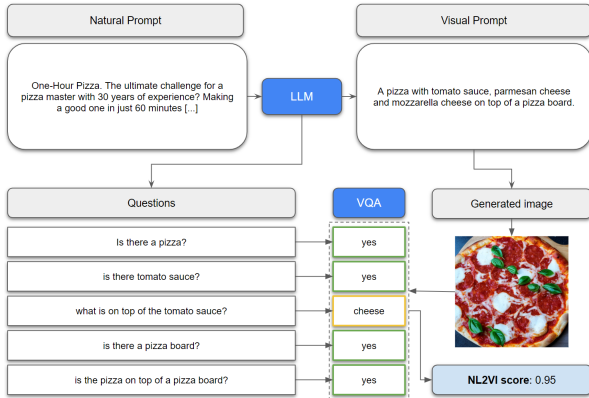 Natural Prompt
Visual Prompt
One-Hour Pizza. The ultimate challenge for a
pizza master with 30 years of experience? Making
a good one in just 60 minutes [...]
LLM
A pizza with tomato sauce, parmesan cheese
and mozzarella cheese on top of a pizza board.
Questions
VQA
Generated image
Is there a pizza?
yes
is there tomato sauce?
yes
what is on top of the tomato sauce?
cheese
is there a pizza board?
yes
is the pizza on top of a pizza board?
yes
NL2VI score: 0.95